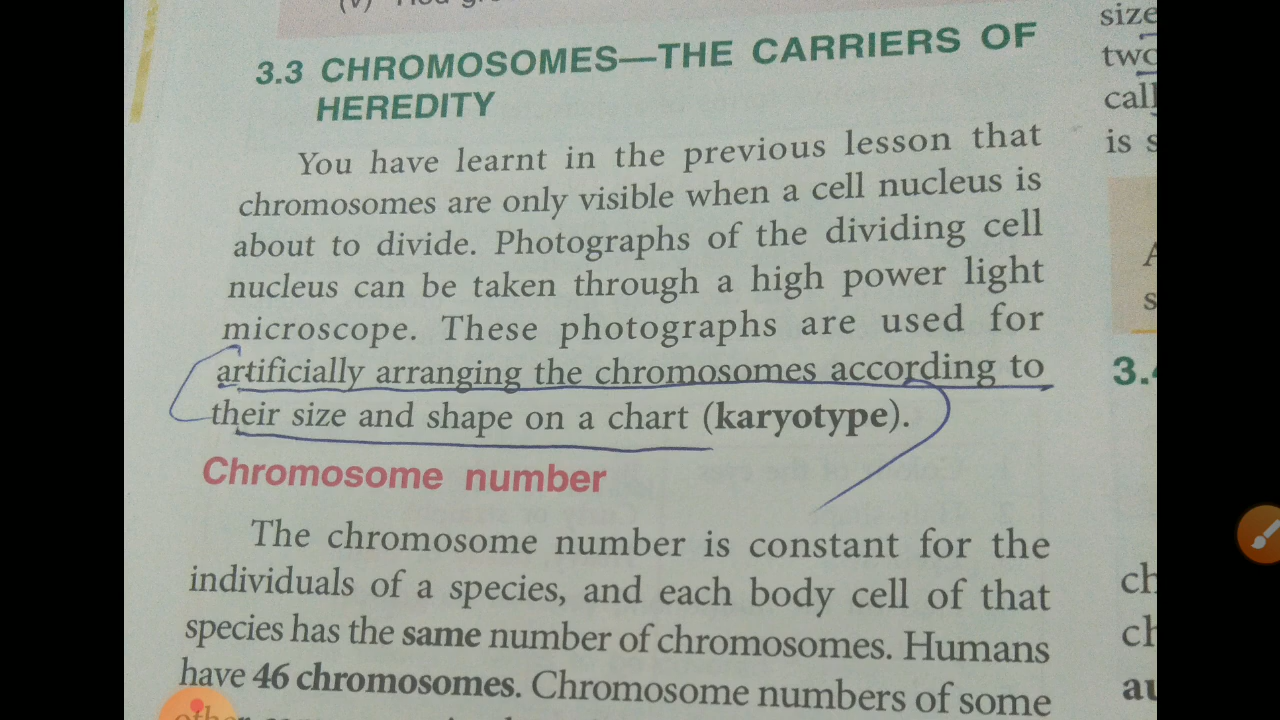 3.3 CHROMOSOMES—THE CARRIERS OF
HEREDITY
You have learnt in the previous lesson that
chromosomes are only visible when a cell nucleus is
about to divide. Photographs of the dividing cell
nucleus can be taken through a high power light
microscope. These photographs are used for
artificially arranging the chromosomes according to
their size and shape on a chart (karyotype).
Chromosome number
The chromosome number is constant for the
individuals of a species, and each body cell of that
species has the same number of chromosomes. Humans
have 46 chromosomes. Chromosome numbers of some
size
two
call
is